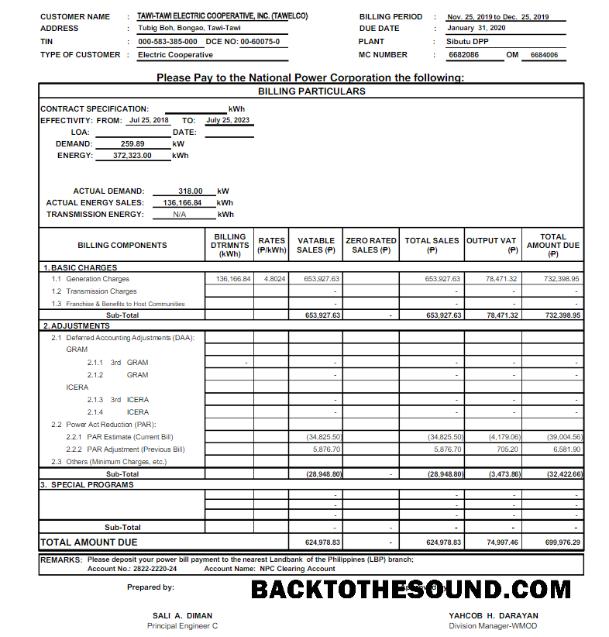 CUSTOMER NAME : TAWI-TAWI ELECTRIC COOPERATIVE, INC. (TAWELCO) BILLING PERIOD : Nov. 25, 2019 to Dec. 25, 2019
ADDRESS : Tubig Boh, Bongao, Tawi-Tawi DUE DATE : January 31, 2020
TIN : 000-583-385-000 DCE NO: 00-60075-0 PLANT : Sibutu DPP
TYPE OF CUSTOMER : Electric Cooperative MC NUMBER : 6682086 OM 6684006
Please Pay to the National Power Corporation the following:
BILLING PARTICULARS
CONTRACT SPECIFICATION: kWh
EFFECTIVITY: FROM: Jul 25, 2018 TO: July 25, 2023
LOA: DATE:
DEMAND: 259.89 kW
ENERGY: 372,323.00 kWh
ACTUAL DEMAND: 318.00 kW
ACTUAL ENERGY SALES: 136,166.84 kWh
TRANSMISSION ENERGY: N/A kWh
BILLING COMPONENTS BILLING DTRMNTS (kWh) RATES (₱/kWh) VATABLE SALES (₱) ZERO RATED SALES (₱) TOTAL SALES (₱) OUTPUT VAT (₱) TOTAL AMOUNT DUE (₱)
1. BASIC CHARGES
1.1 Generation Charges 136,166.84 4.8024 653,927.63 653,927.63 78,471.32 732,398.95
1.2 Transmission Charges - - -
1.3 Franchise & Benefits to Host Communities - - -
Sub-Total 653,927.63 - 653,927.63 78,471.32 732,398.95
2. ADJUSTMENTS
2.1 Deferred Accounting Adjustments (DAA):
GRAM
2.1.1 3rd GRAM - - - - -
2.1.2 GRAM - - - -
ICERA
2.1.3 3rd ICERA - - - -
2.1.4 ICERA - - - -
2.2 Power Act Reduction (PAR):
2.2.1 PAR Estimate (Current Bill) (34,825.50) (34,825.50) (4,179.06) (39,004.56)
2.2.2 PAR Adjustment (Previous Bill) 5,876.70 5,876.70 705.20 6,581.90
2.3 Others (Minimum Charges, etc.)
Sub-Total (28,948.80) - (28,948.80) (3,473.86) (32,422.66)
3. SPECIAL PROGRAMS
- - - -
- - - -
- - - -
Sub-Total - - - -
TOTAL AMOUNT DUE 624,978.83 - 624,978.83 74,997.46 699,976.29
REMARKS: Please deposit your power bill payment to the nearest Landbank of the Philippines (LBP) branch;
Account No.: 2822-2220-24 Account Name: NPC Clearing Account
Prepared by:
BACKTOTHESOUND.COM
SALI A. DIMAN YAHCOB H. DARAYAN
Principal Engineer C Division Manager-WMOD